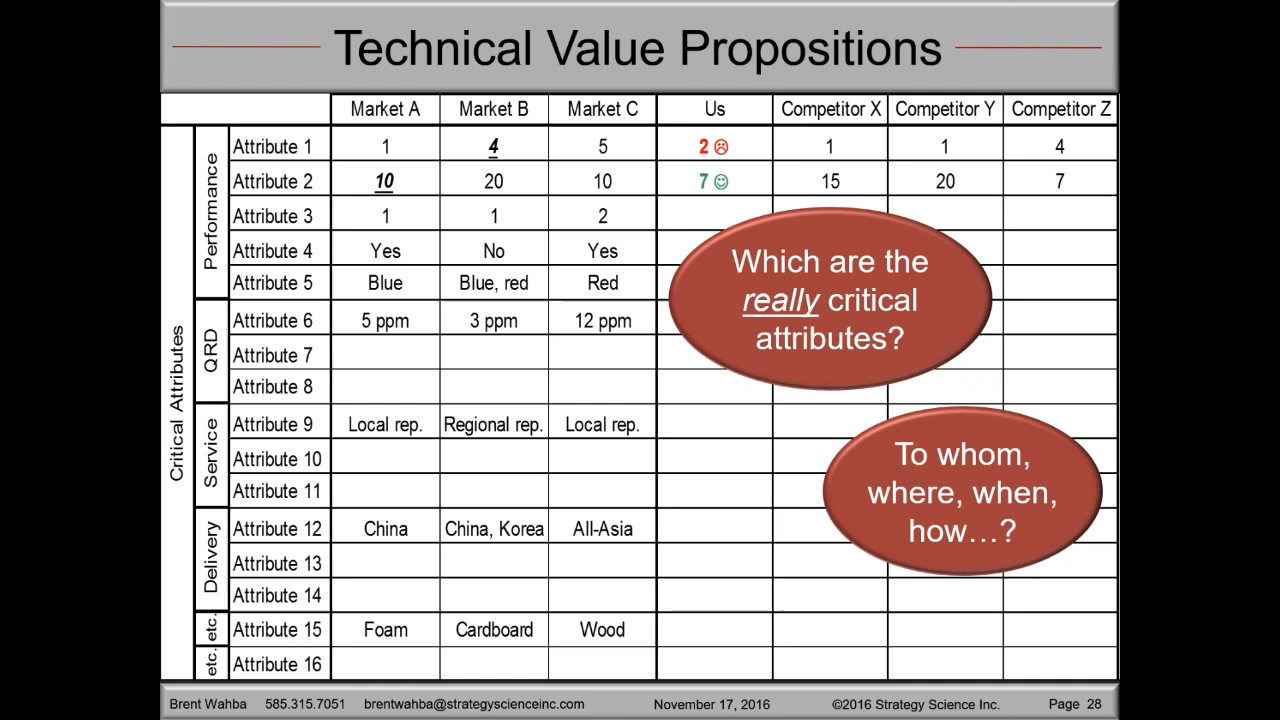 Technical Value Propositions
Market A Market B Market C Us Competitor X Competitor Y Competitor Z
Critical Attributes
Performance
Attribute 1 1 4 5 2 ☹ 1 1 4
Attribute 2 10 20 10 7 ☺ 15 20 7
Attribute 3 1 1 2
Attribute 4 Yes No Yes
Attribute 5 Blue Blue, red Red
QRD
Attribute 6 5 ppm 3 ppm 12 ppm
Attribute 7
Attribute 8
Service
Attribute 9 Local rep. Regional rep. Local rep.
Attribute 10
Attribute 11
Delivery
Attribute 12 China China, Korea All-Asia
Attribute 13
Attribute 14
etc.
Attribute 15 Foam Cardboard Wood
etc.
Attribute 16
Which are the
really critical
attributes?
To whom,
where, when,
how…?
Brent Wahba 585.315.7051 brentwahba@strategyscienceinc.com November 17, 2016 ©2016 Strategy Science Inc. Page 28